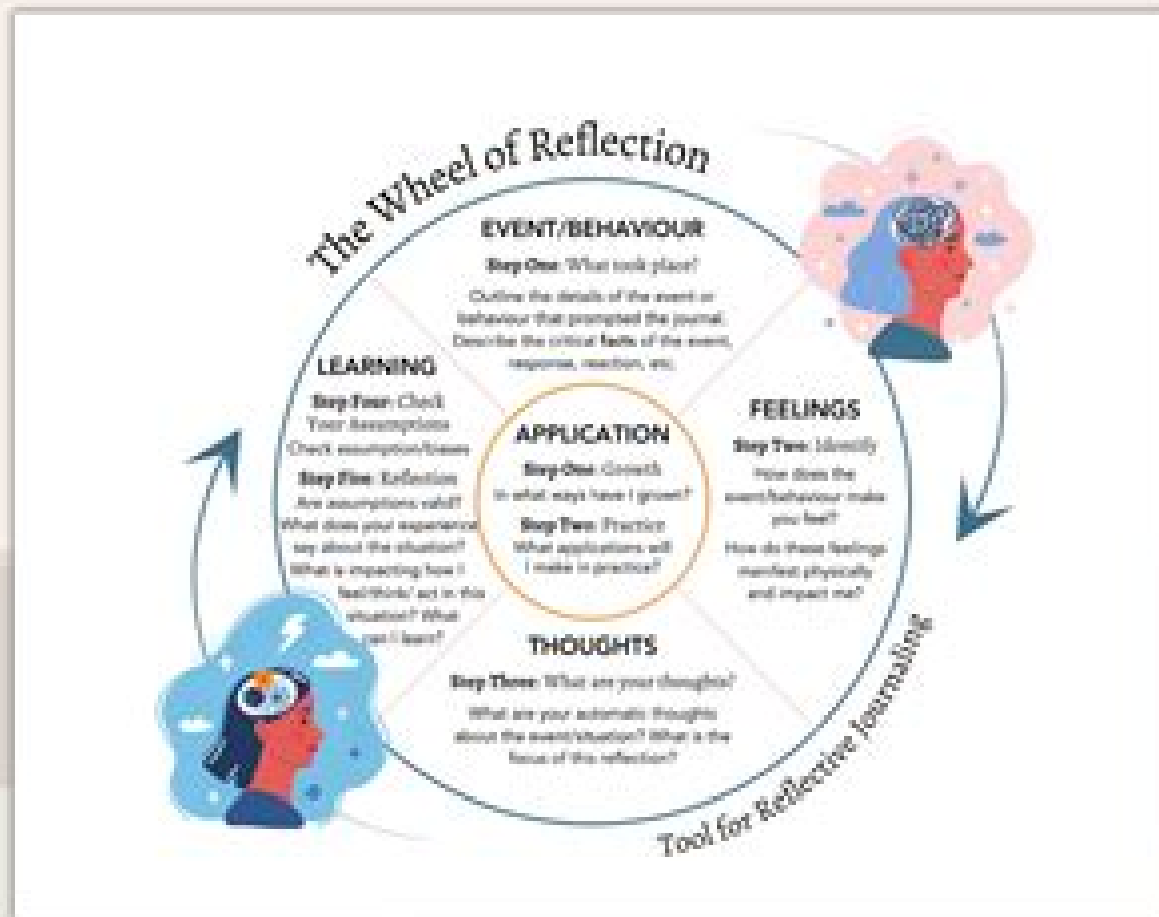 The Wheel of Reflection
EVENT/BEHAVIOUR
Step One: What took place?
Outline the details of the event or
behaviour that prompted the journal.
Describe the critical facts of the event,
response, reaction, etc.
FEELINGS
Step Two: Identify
How does the
event/behaviour make
you feel?
How do these feelings
manifest physically
and impact me?
THOUGHTS
Step Three: What are your thoughts?
What are your automatic thoughts
about the event/situation? What is the
focus of this reflection?
LEARNING
Step Four: Check
Your Assumptions
Check assumption/biases
Step Five: Reflection
Are assumptions valid?
What does your experience
say about the situation?
What is impacting how I
feel/think/ act in this
situation? What
can I learn?
APPLICATION
Step One: Growth
In what ways have I grown?
Step Two: Practice
What applications will
I make in practice?
Tool for Reflective Journaling